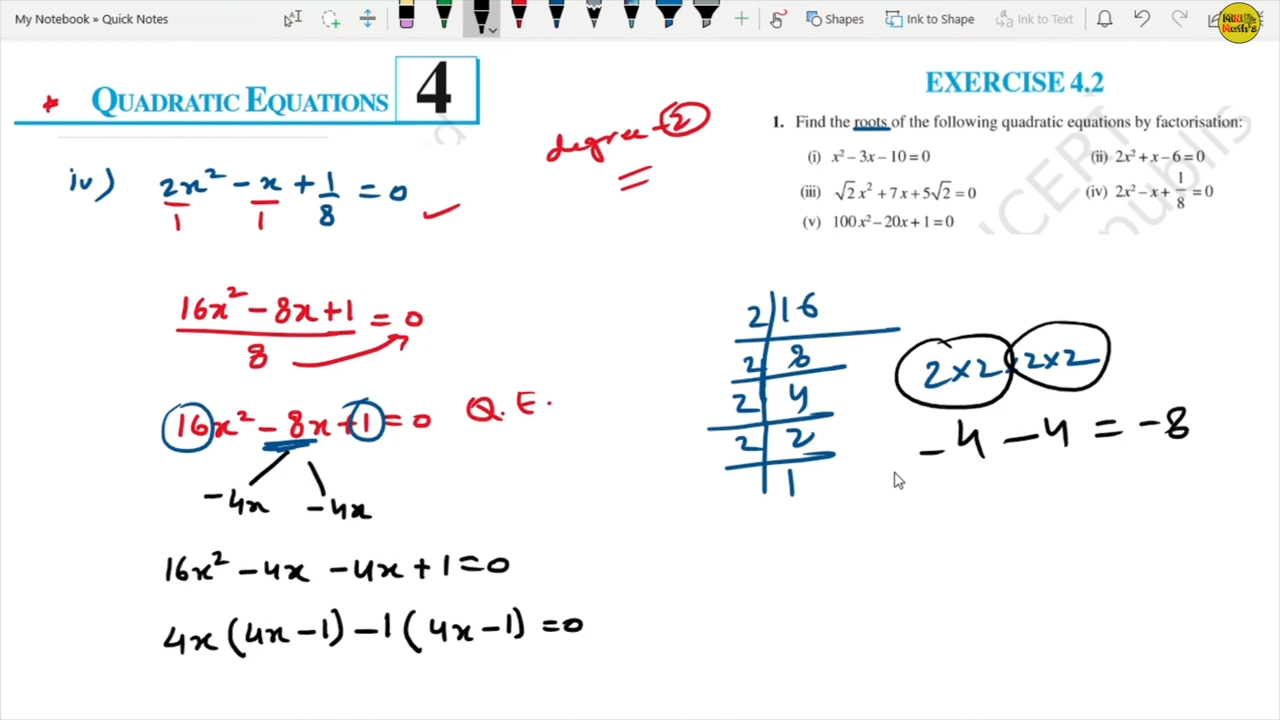 My Notebook » Quick Notes
Shapes
Ink to Shape
Ink to Text
QUADRATIC EQUATIONS 4
degree - 2
iv) 2x² - x + 1/8 = 0
1 1
16x² - 8x + 1 / 8 = 0
16x² - 8x + 1 = 0 Q.E.
-4x -4x
16x² - 4x - 4x + 1 = 0
4x (4x - 1) - 1 (4x - 1) = 0
EXERCISE 4.2
1. Find the roots of the following quadratic equations by factorisation:
(i) x² – 3x – 10 = 0 (ii) 2x² + x – 6 = 0
(iii) √2 x² + 7x + 5√2 = 0 (iv) 2x² – x + 1/8 = 0
(v) 100x² – 20x + 1 = 0
2 | 16
2 | 8
2 | 4
2 | 2
1
2 × 2 × 2 × 2
-4 - 4 = -8